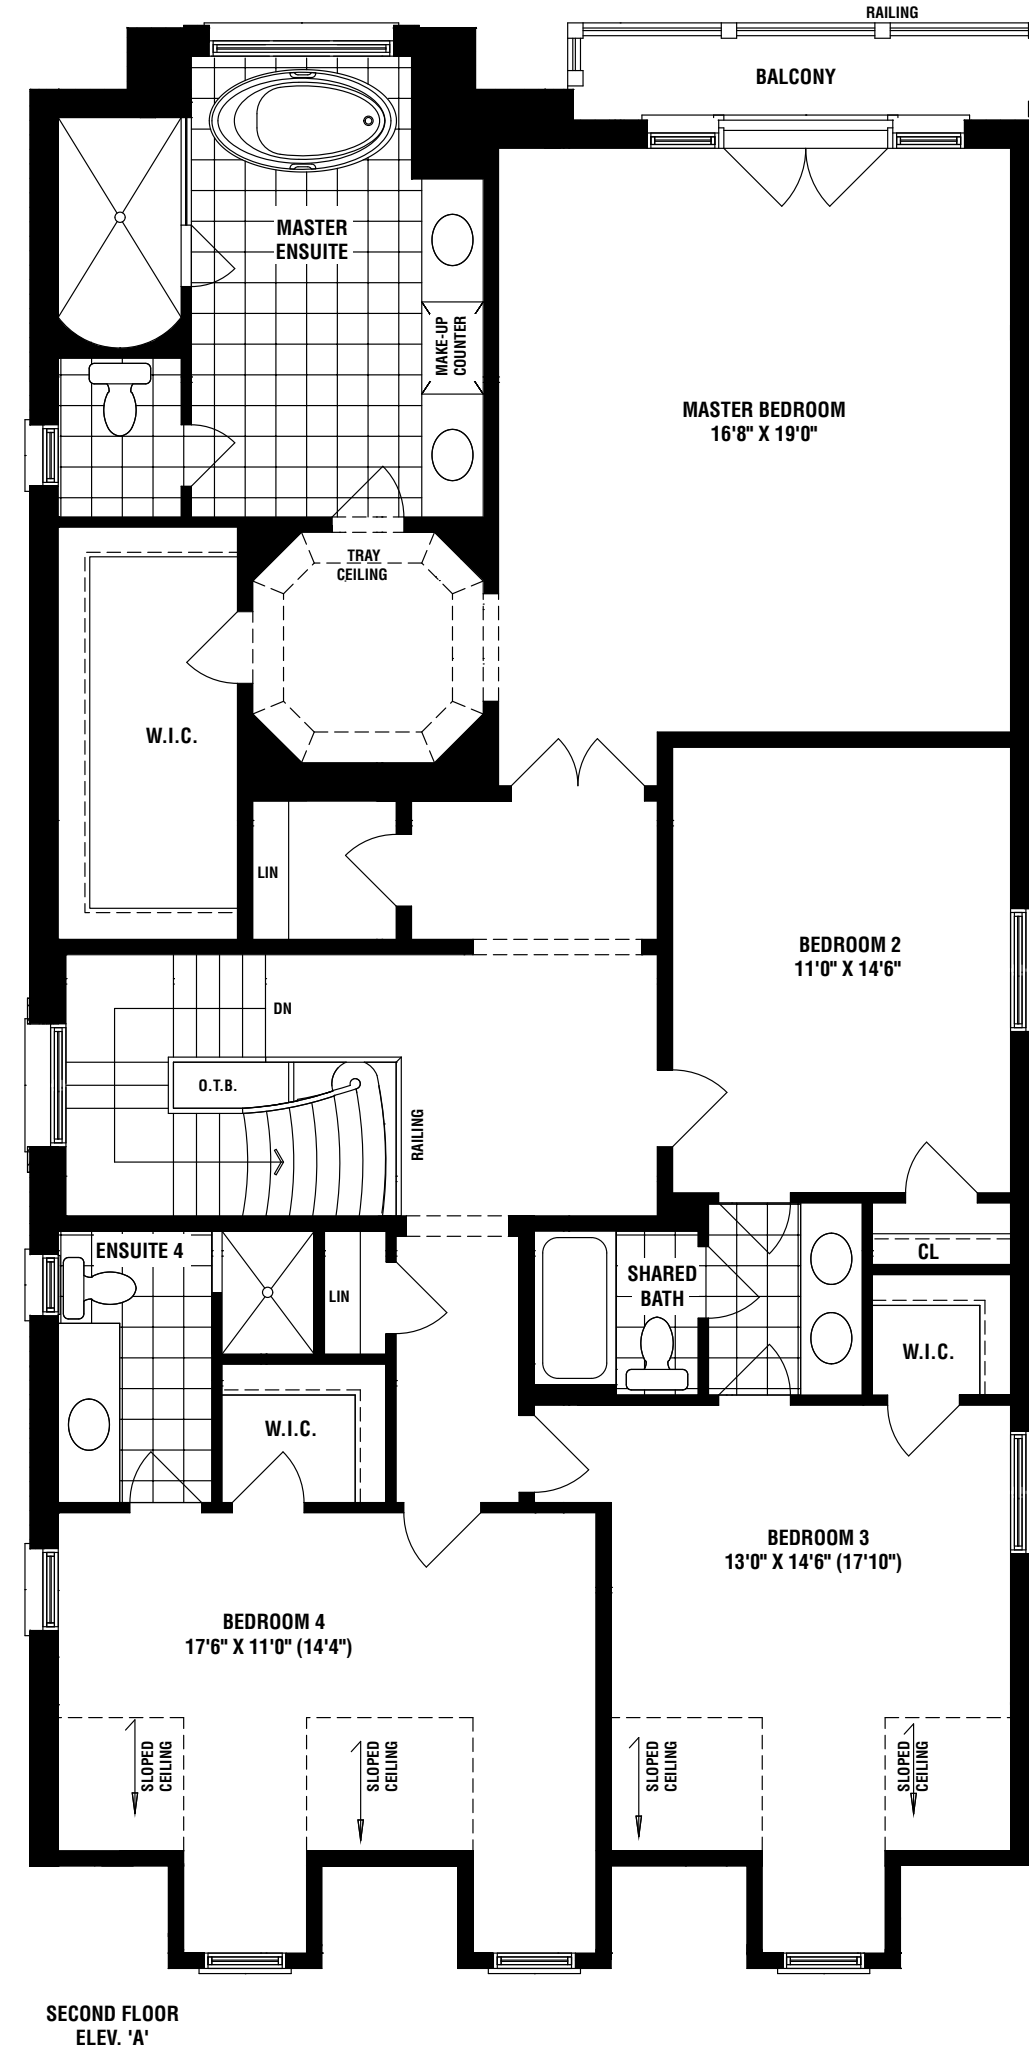 RAILING
BALCONY
MASTER
ENSUITE
MAKE-UP
COUNTER
MASTER BEDROOM
16'8" X 19'0"
TRAY
CEILING
W.I.C.
LIN
BEDROOM 2
11'0" X 14'6"
DN
O.T.B.
RAILING
ENSUITE 4
LIN
SHARED
BATH
CL
W.I.C.
W.I.C.
BEDROOM 3
13'0" X 14'6" (17'10")
BEDROOM 4
17'6" X 11'0" (14'4")
SLOPED
CEILING
SLOPED
CEILING
SLOPED
CEILING
SLOPED
CEILING
SECOND FLOOR
ELEV. 'A'